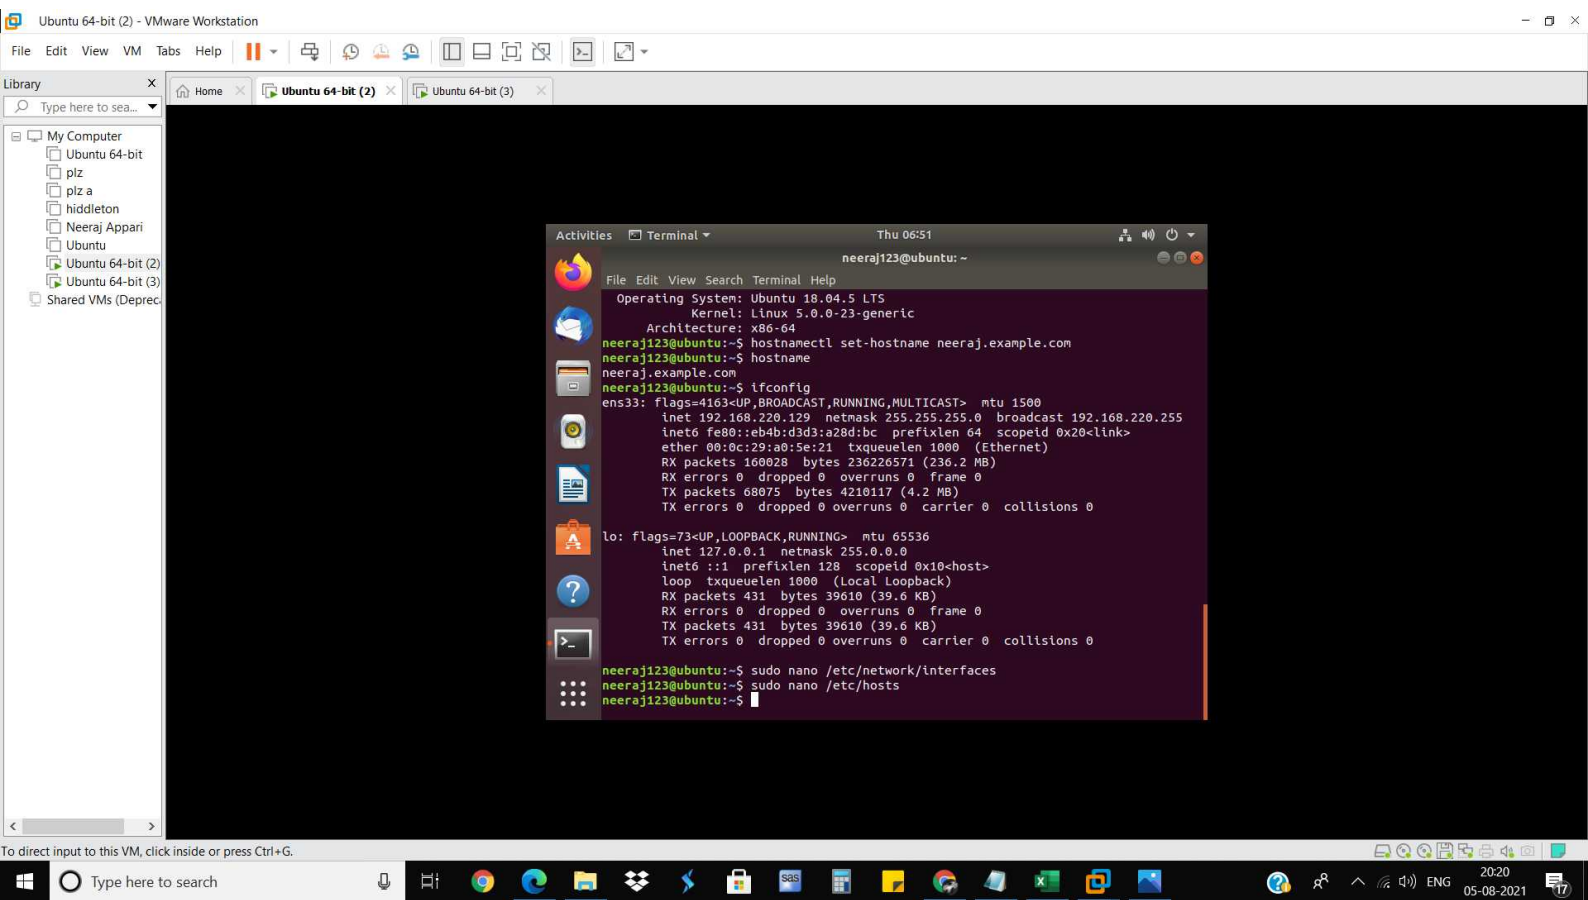 Ubuntu 64-bit (2) - VMware Workstation
File Edit View VM Tabs Help
Library
Type here to sea...
Home
Ubuntu 64-bit (2)
Ubuntu 64-bit (3)
My Computer
Ubuntu 64-bit
plz
plz a
hiddleton
Neeraj Appari
Ubuntu
Ubuntu 64-bit (2)
Ubuntu 64-bit (3)
Shared VMs (Depreca
Activities Terminal Thu 06:51
neeraj123@ubuntu: ~
File Edit View Search Terminal Help
Operating System: Ubuntu 18.04.5 LTS
Kernel: Linux 5.0.0-23-generic
Architecture: x86-64
neeraj123@ubuntu:~$ hostnamectl set-hostname neeraj.example.com
neeraj123@ubuntu:~$ hostname
neeraj.example.com
neeraj123@ubuntu:~$ ifconfig
ens33: flags=4163<UP,BROADCAST,RUNNING,MULTICAST> mtu 1500
inet 192.168.220.129 netmask 255.255.255.0 broadcast 192.168.220.255
inet6 fe80::eb4b:d3d3:a28d:bc prefixlen 64 scopeid 0x20<link>
ether 00:0c:29:a0:5e:21 txqueuelen 1000 (Ethernet)
RX packets 160028 bytes 236226571 (236.2 MB)
RX errors 0 dropped 0 overruns 0 frame 0
TX packets 68075 bytes 4210117 (4.2 MB)
TX errors 0 dropped 0 overruns 0 carrier 0 collisions 0
lo: flags=73<UP,LOOPBACK,RUNNING> mtu 65536
inet 127.0.0.1 netmask 255.0.0.0
inet6 ::1 prefixlen 128 scopeid 0x10<host>
loop txqueuelen 1000 (Local Loopback)
RX packets 431 bytes 39610 (39.6 KB)
RX errors 0 dropped 0 overruns 0 frame 0
TX packets 431 bytes 39610 (39.6 KB)
TX errors 0 dropped 0 overruns 0 carrier 0 collisions 0
neeraj123@ubuntu:~$ sudo nano /etc/network/interfaces
neeraj123@ubuntu:~$ sudo nano /etc/hosts
neeraj123@ubuntu:~$
To direct input to this VM, click inside or press Ctrl+G.
Type here to search
sas
ENG
20:20
05-08-2021
17